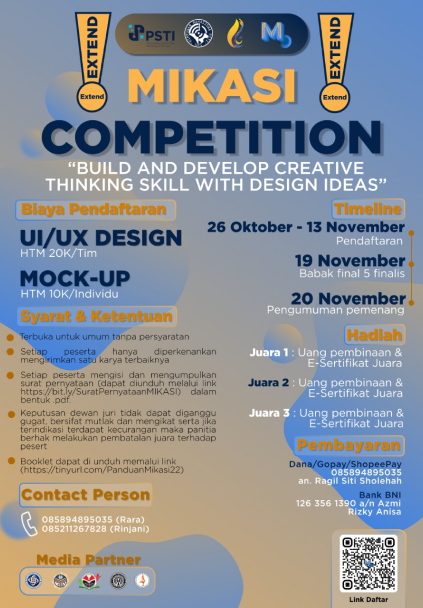 EXTEND
Extend
EXTEND
Extend
PSTI
MIKASI
COMPETITION
“BUILD AND DEVELOP CREATIVE
THINKING SKILL WITH DESIGN IDEAS”
Biaya Pendaftaran
UI/UX DESIGN
HTM 20K/Tim
MOCK-UP
HTM 10K/Individu
Syarat & Ketentuan
Terbuka untuk umum tanpa persyaratan
Setiap peserta hanya diperkenankan
mengirimkan satu karya terbaiknya
Setiap peserta mengisi dan mengumpulkan
surat pernyataan (dapat diunduh melalui link
https://bit.ly/SuratPernyataanMIKASI) dalam
bentuk .pdf.
Keputusan dewan juri tidak dapat diganggu
gugat, bersifat mutlak dan mengikat serta jika
terindikasi terdapat kecurangan maka panitia
berhak melakukan pembatalan juara terhadap
pesert
Booklet dapat di unduh memalui link
(https://tinyurl.com/PanduanMikasi22)
Contact Person
085894895035 (Rara)
085211267828 (Rinjani)
Media Partner
Timeline
26 Oktober - 13 November
Pendaftaran
19 November
Babak final 5 finalis
20 November
Pengumuman pemenang
Hadiah
Juara 1 : Uang pembinaan &
E-Sertifikat Juara
Juara 2 : Uang pembinaan &
E-Sertifikat Juara
Juara 3 : Uang pembinaan &
E-Sertifikat Juara
Pembayaran
Dana/Gopay/ShopeePay
085894895035
an. Ragil Siti Sholehah
Bank BNI
126 356 1390 a/n Azmi
Rizky Anisa
Link Daftar